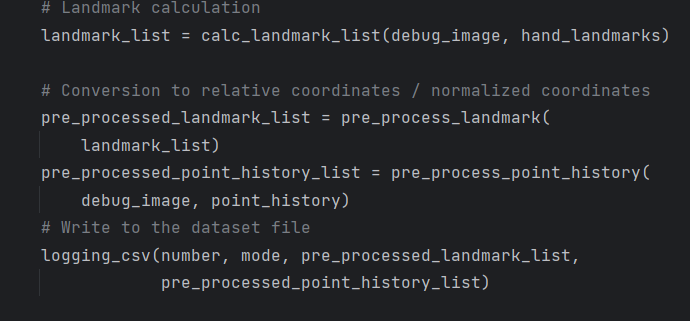 # Landmark calculation
landmark_list = calc_landmark_list(debug_image, hand_landmarks)
# Conversion to relative coordinates / normalized coordinates
pre_processed_landmark_list = pre_process_landmark(
landmark_list)
pre_processed_point_history_list = pre_process_point_history(
debug_image, point_history)
# Write to the dataset file
logging_csv(number, mode, pre_processed_landmark_list,
pre_processed_point_history_list)